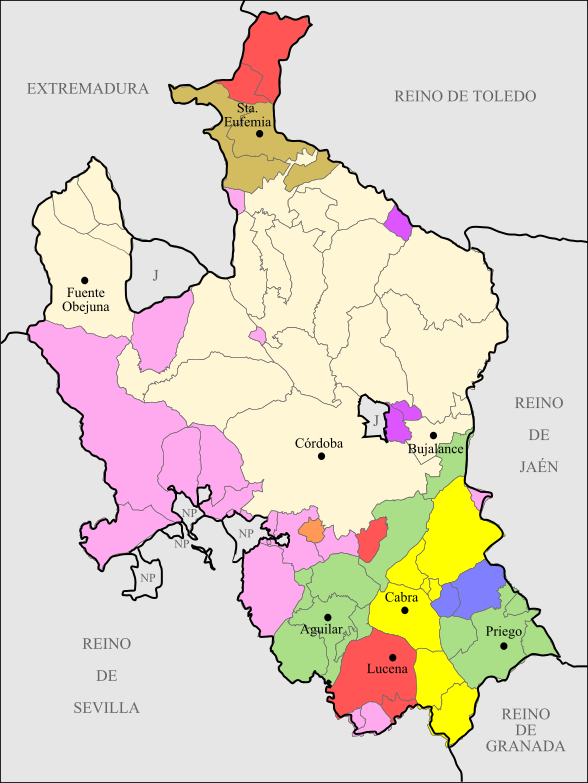 EXTREMADURA
REINO DE TOLEDO
Sta.
Eufemia
J
Fuente
Obejuna
REINO
DE
JAÉN
J
Córdoba
Bujalance
NP
NP
NP
NP
Cabra
Aguilar
Priego
Lucena
REINO
DE
SEVILLA
REINO
DE
GRANADA